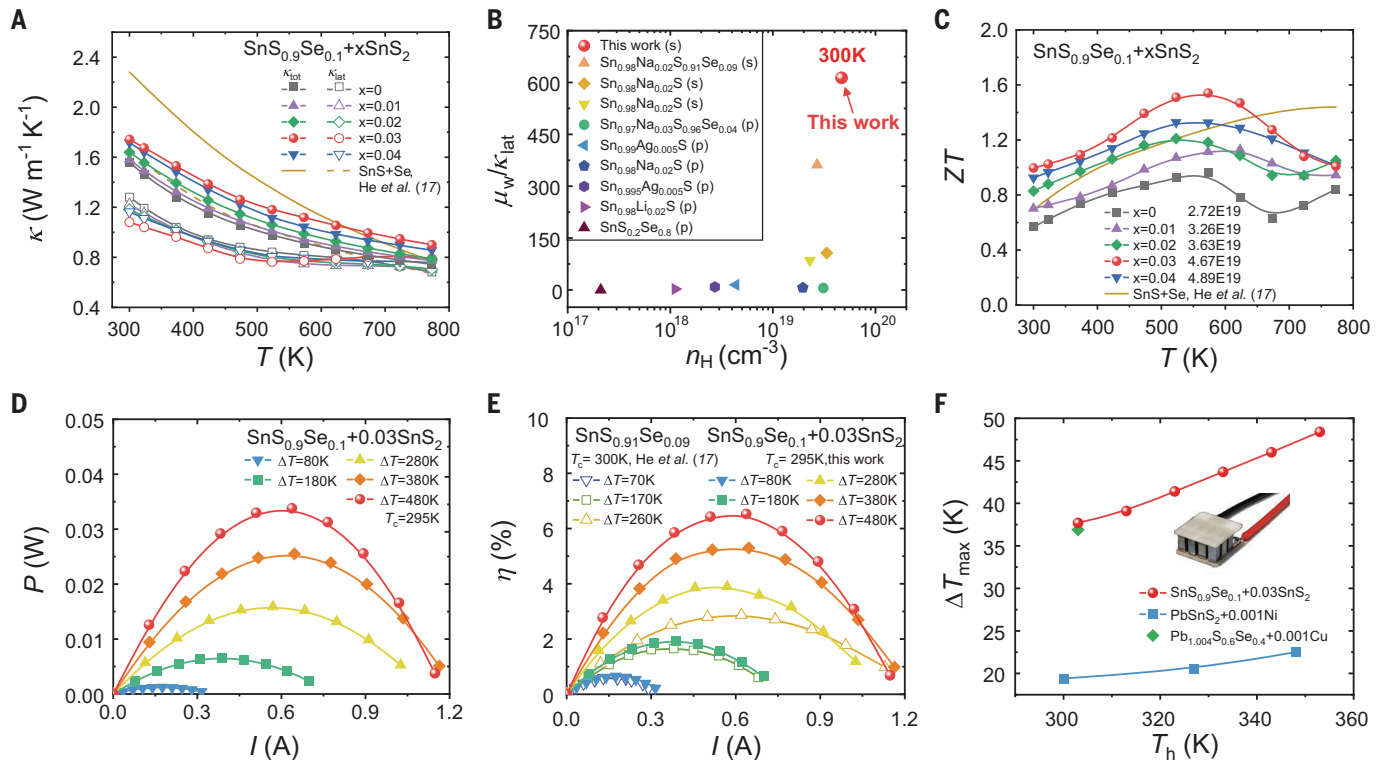 A
SnS0.9Se0.1+xSnS2
κtot κlat
x=0
x=0.01
x=0.02
x=0.03
x=0.04
SnS+Se,
He et al. (17)
κ (W m-1 K-1)
2.4
2.0
1.6
1.2
0.8
0.4
300 400 500 600 700 800
T (K)
B
This work (s)
Sn0.98Na0.02S0.91Se0.09 (s)
Sn0.98Na0.02S (s)
Sn0.98Na0.02S (s)
Sn0.97Na0.03S0.96Se0.04 (p)
Sn0.99Ag0.005S (p)
Sn0.98Na0.02S (p)
Sn0.995Ag0.005S (p)
Sn0.98Li0.02S (p)
SnS0.2Se0.8 (p)
300K
This work
μw/κlat
750
600
450
300
150
0
10^17 10^18 10^19 10^20
nH (cm-3)
C
SnS0.9Se0.1+xSnS2
x=0 2.72E19
x=0.01 3.26E19
x=0.02 3.63E19
x=0.03 4.67E19
x=0.04 4.89E19
SnS+Se, He et al. (17)
ZT
2.0
1.6
1.2
0.8
0.4
0.0
300 400 500 600 700 800
T (K)
D
SnS0.9Se0.1+0.03SnS2
ΔT=80K ΔT=280K
ΔT=180K ΔT=380K
ΔT=480K
Tc=295K
P (W)
0.05
0.04
0.03
0.02
0.01
0.00
0.0 0.3 0.6 0.9 1.2
I (A)
E
SnS0.91Se0.09 SnS0.9Se0.1+0.03SnS2
Tc= 300K, He et al. (17) Tc= 295K,this work
ΔT=70K ΔT=80K ΔT=280K
ΔT=170K ΔT=180K ΔT=380K
ΔT=260K ΔT=480K
η (%)
10
8
6
4
2
0
0.0 0.3 0.6 0.9 1.2
I (A)
F
SnS0.9Se0.1+0.03SnS2
PbSnS2+0.001Ni
Pb1.004S0.6Se0.4+0.001Cu
ΔTmax (K)
50
45
40
35
30
25
20
300 320 340 360
Th (K)